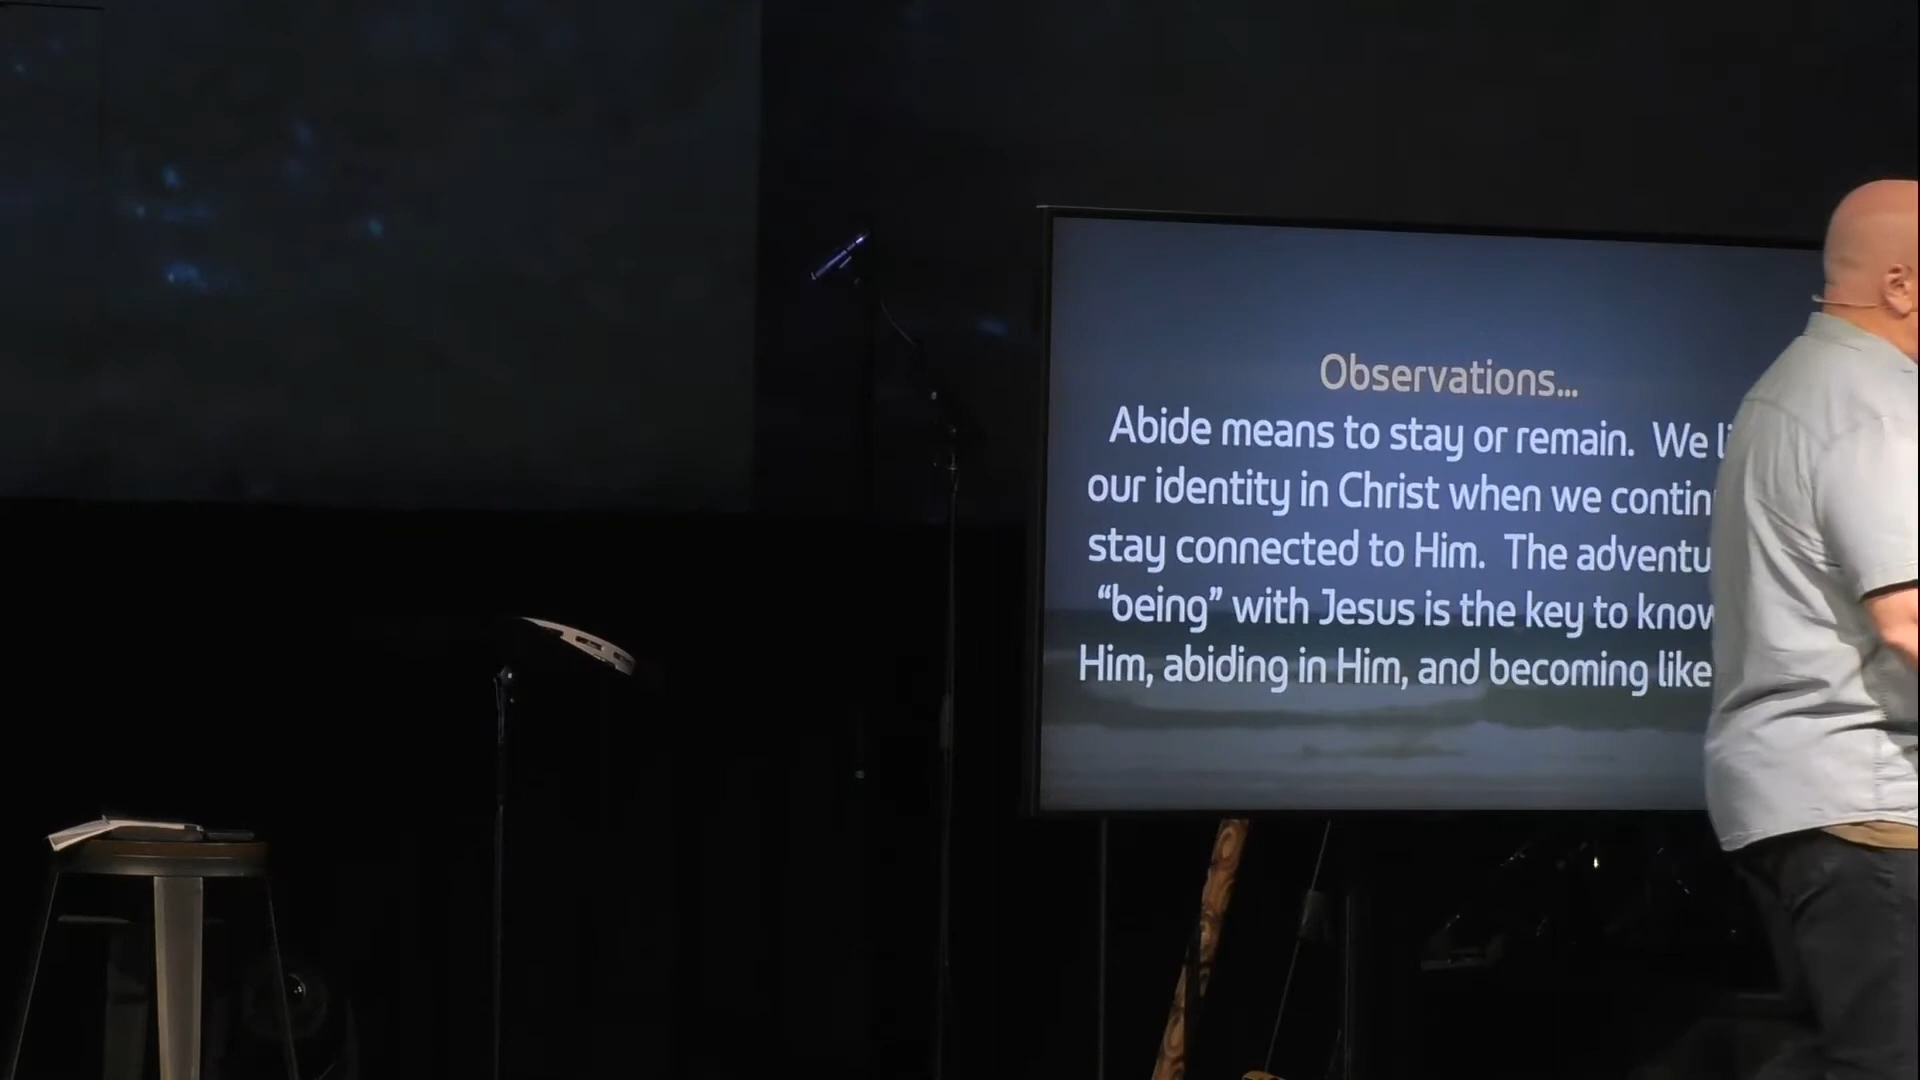 Observations...
Abide means to stay or remain. We
our identity in Christ when we
stay connected to Him. The
“being” with Jesus is the key to
Him, abiding in Him, and becoming like